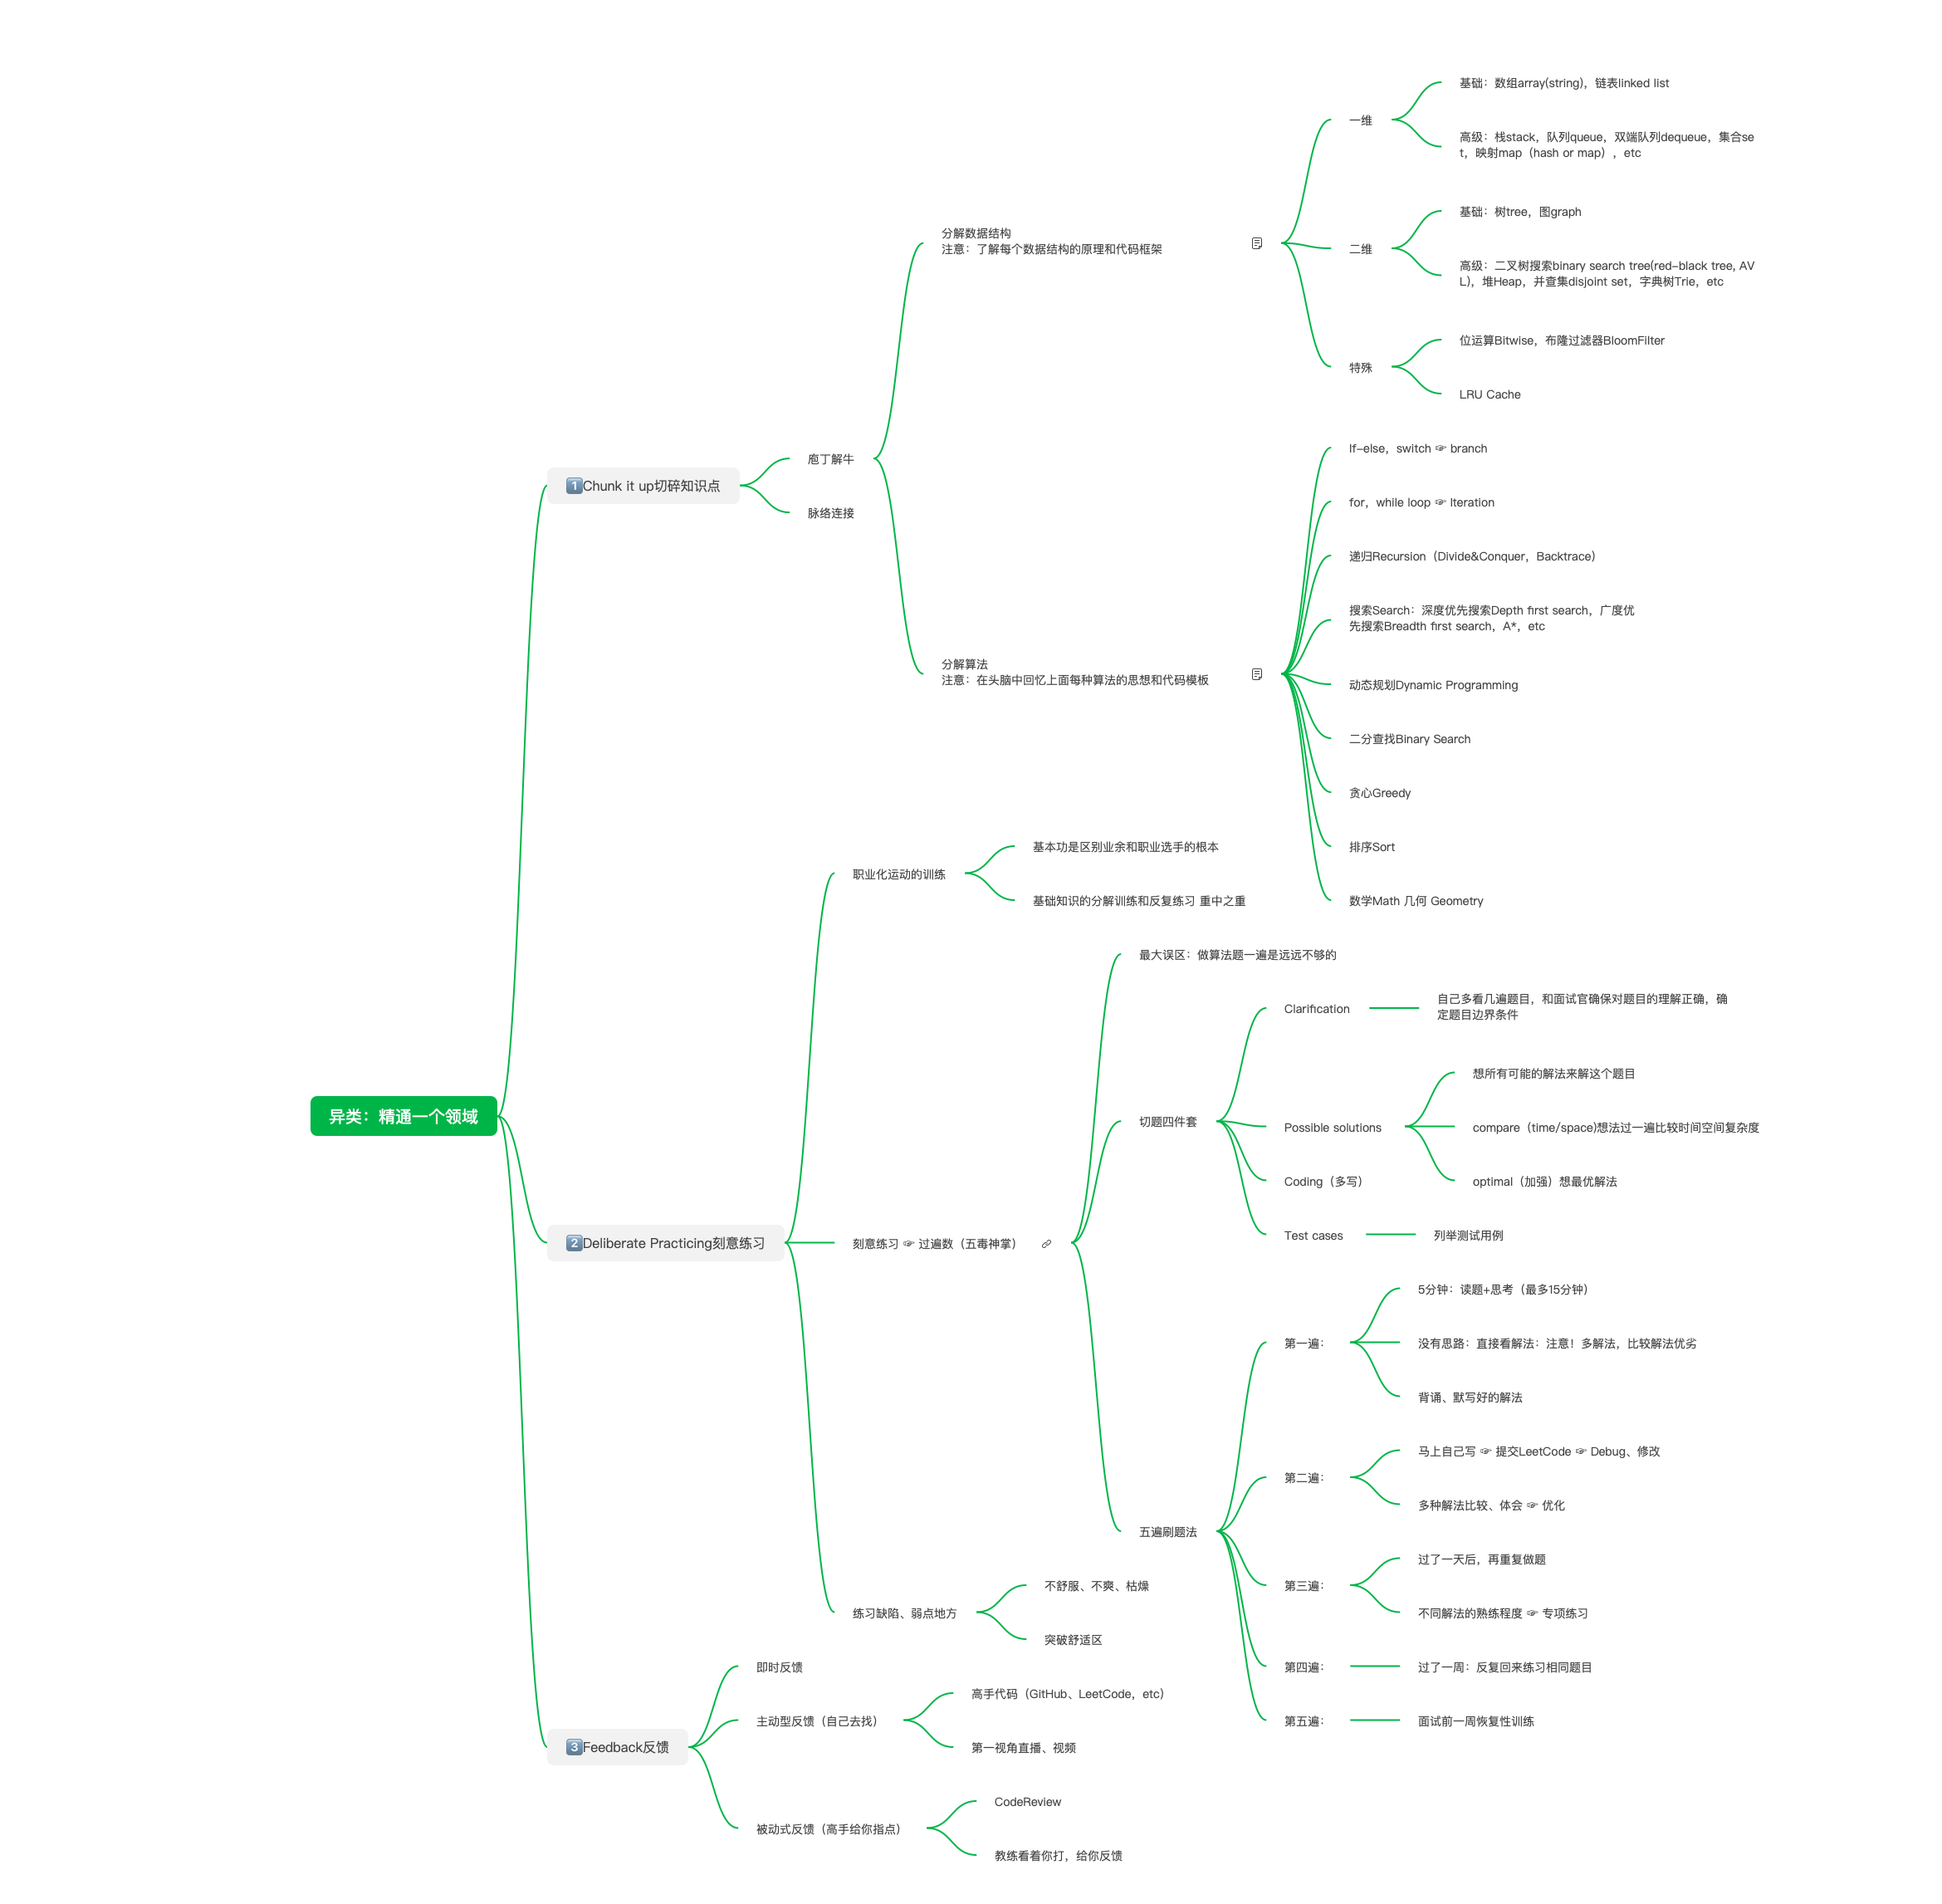 异类：精通一个领域
1Chunk it up切碎知识点
庖丁解牛
分解数据结构
注意：了解每个数据结构的原理和代码框架
一维
基础：数组array(string)，链表linked list
高级：栈stack，队列queue，双端队列dequeue，集合se
t，映射map（hash or map），etc
二维
基础：树tree，图graph
高级：二叉树搜索binary search tree(red-black tree, AV
L)，堆Heap，并查集disjoint set，字典树Trie，etc
特殊
位运算Bitwise，布隆过滤器BloomFilter
LRU Cache
分解算法
注意：在头脑中回忆上面每种算法的思想和代码模板
If-else，switch ☞ branch
for，while loop ☞ Iteration
递归Recursion（Divide&Conquer，Backtrace）
搜索Search：深度优先搜索Depth first search，广度优
先搜索Breadth first search，A*，etc
动态规划Dynamic Programming
二分查找Binary Search
贪心Greedy
排序Sort
数学Math 几何 Geometry
脉络连接
2Deliberate Practicing刻意练习
职业化运动的训练
基本功是区别业余和职业选手的根本
基础知识的分解训练和反复练习 重中之重
刻意练习 ☞ 过遍数（五毒神掌）
最大误区：做算法题一遍是远远不够的
切题四件套
Clarification
自己多看几遍题目，和面试官确保对题目的理解正确，确
定题目边界条件
Possible solutions
想所有可能的解法来解这个题目
compare（time/space)想法过一遍比较时间空间复杂度
optimal（加强）想最优解法
Coding（多写）
Test cases
列举测试用例
五遍刷题法
第一遍：
5分钟：读题+思考（最多15分钟）
没有思路：直接看解法：注意！多解法，比较解法优劣
背诵、默写好的解法
第二遍：
马上自己写 ☞ 提交LeetCode ☞ Debug、修改
多种解法比较、体会 ☞ 优化
第三遍：
过了一天后，再重复做题
不同解法的熟练程度 ☞ 专项练习
第四遍：
过了一周：反复回来练习相同题目
第五遍：
面试前一周恢复性训练
练习缺陷、弱点地方
不舒服、不爽、枯燥
突破舒适区
3Feedback反馈
即时反馈
主动型反馈（自己去找）
高手代码（GitHub、LeetCode，etc）
第一视角直播、视频
被动式反馈（高手给你指点）
CodeReview
教练看着你打，给你反馈